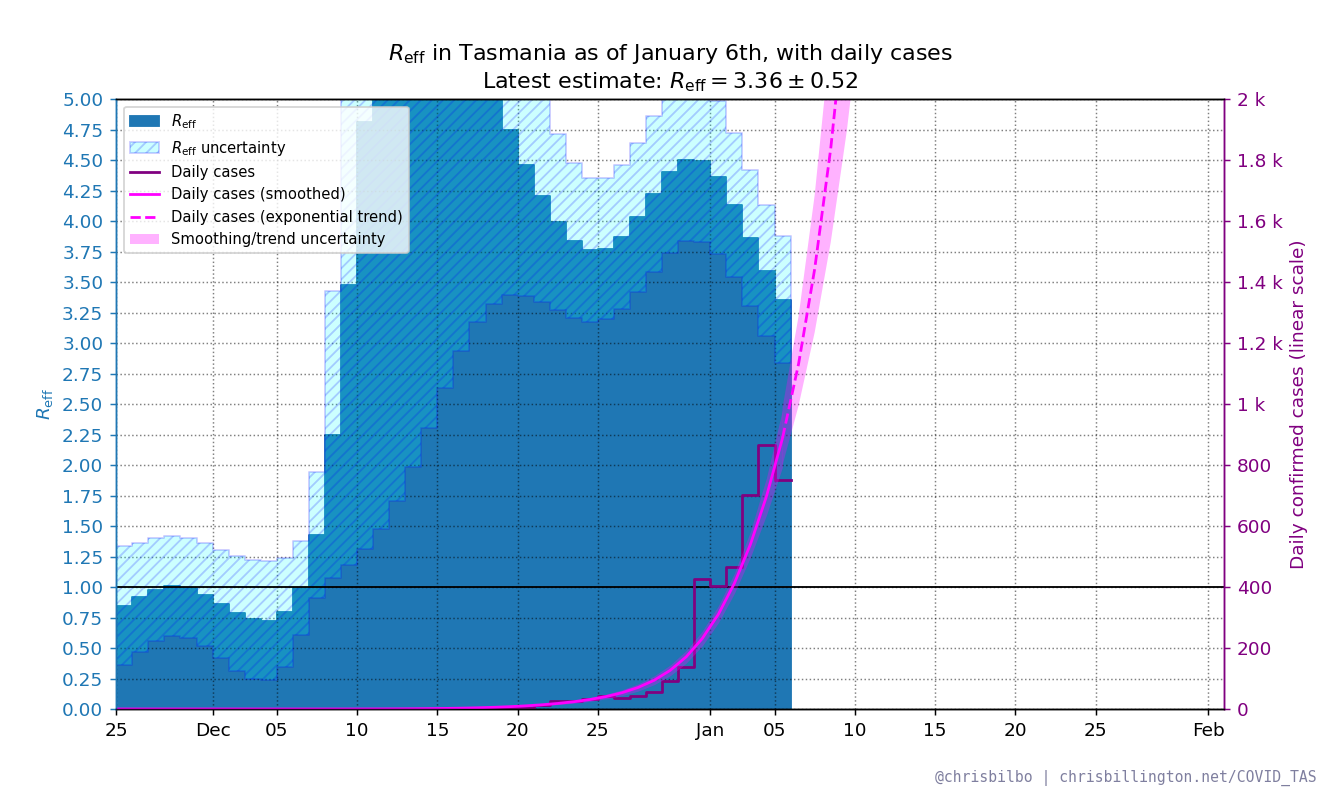 R_eff in Tasmania as of January 6th, with daily cases
Latest estimate: R_eff = 3.36 ± 0.52
R_eff
R_eff uncertainty
Daily cases
Daily cases (smoothed)
Daily cases (exponential trend)
Smoothing/trend uncertainty
5.00
4.75
4.50
4.25
4.00
3.75
3.50
3.25
3.00
2.75
2.50
2.25
2.00
1.75
1.50
1.25
1.00
0.75
0.50
0.25
0.00
R_eff
2 k
1.8 k
1.6 k
1.4 k
1.2 k
1 k
800
600
400
200
0
Daily confirmed cases (linear scale)
25 Dec 05 10 15 20 25 Jan 05 10 15 20 25 Feb
@chrisbilbo | chrisbillington.net/COVID_TAS